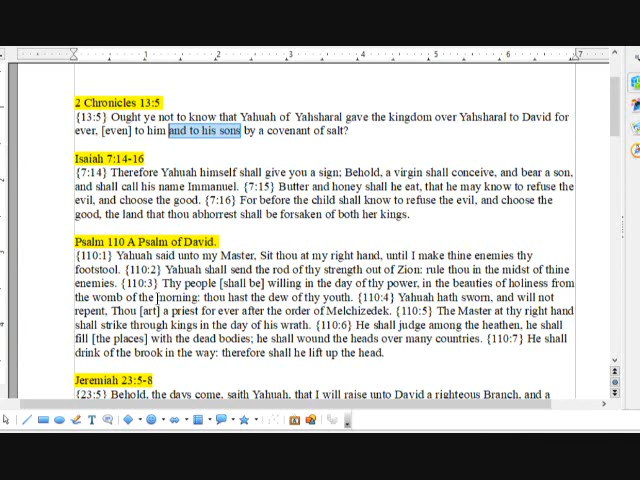 1 2 3 4 5 6 7
2 Chronicles 13:5
{13:5} Ought ye not to know that Yahuah of Yahsharal gave the kingdom over Yahsharal to David for
ever, [even] to him and to his sons by a covenant of salt?
Isaiah 7:14-16
{7:14} Therefore Yahuah himself shall give you a sign; Behold, a virgin shall conceive, and bear a son,
and shall call his name Immanuel. {7:15} Butter and honey shall he eat, that he may know to refuse the
evil, and choose the good. {7:16} For before the child shall know to refuse the evil, and choose the
good, the land that thou abhorrest shall be forsaken of both her kings.
Psalm 110 A Psalm of David.
{110:1} Yahuah said unto my Master, Sit thou at my right hand, until I make thine enemies thy
footstool. {110:2} Yahuah shall send the rod of thy strength out of Zion: rule thou in the midst of thine
enemies. {110:3} Thy people [shall be] willing in the day of thy power, in the beauties of holiness from
the womb of the morning: thou hast the dew of thy youth. {110:4} Yahuah hath sworn, and will not
repent, Thou [art] a priest for ever after the order of Melchizedek. {110:5} The Master at thy right hand
shall strike through kings in the day of his wrath. {110:6} He shall judge among the heathen, he shall
fill [the places] with the dead bodies; he shall wound the heads over many countries. {110:7} He shall
drink of the brook in the way: therefore shall he lift up the head.
Jeremiah 23:5-8
{23:5} Behold, the days come, saith Yahuah, that I will raise unto David a righteous Branch, and a
T